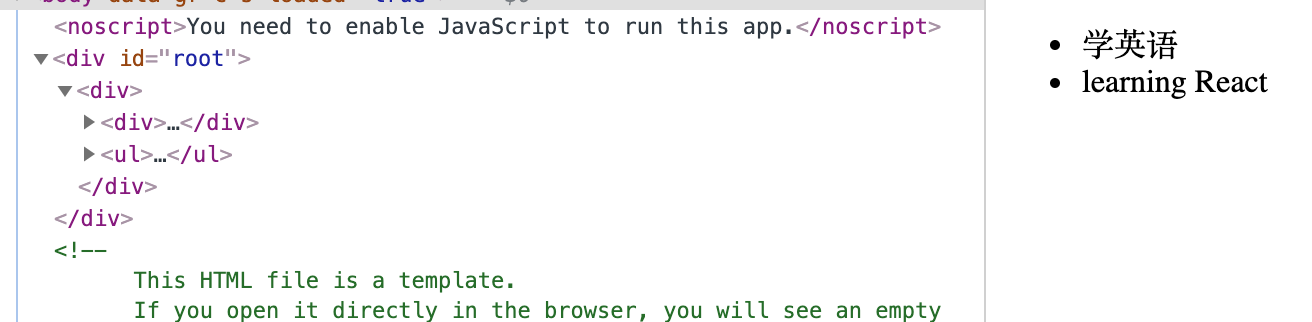 <noscript>You need to enable JavaScript to run this app.</noscript>
▼<div id="root">
▼<div>
▶<div>…</div>
▶<ul>…</ul>
</div>
</div>
<!--
This HTML file is a template.
If you open it directly in the browser, you will see an empty
• 学英语
• learning React